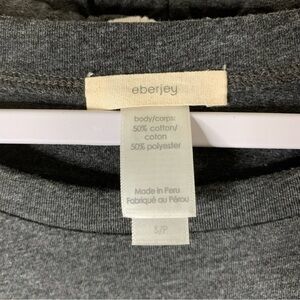 eberjey
body/corps:
50% cotton/
coton
50% polyester
Made in Peru
Fabriqué au Pérou
S/P